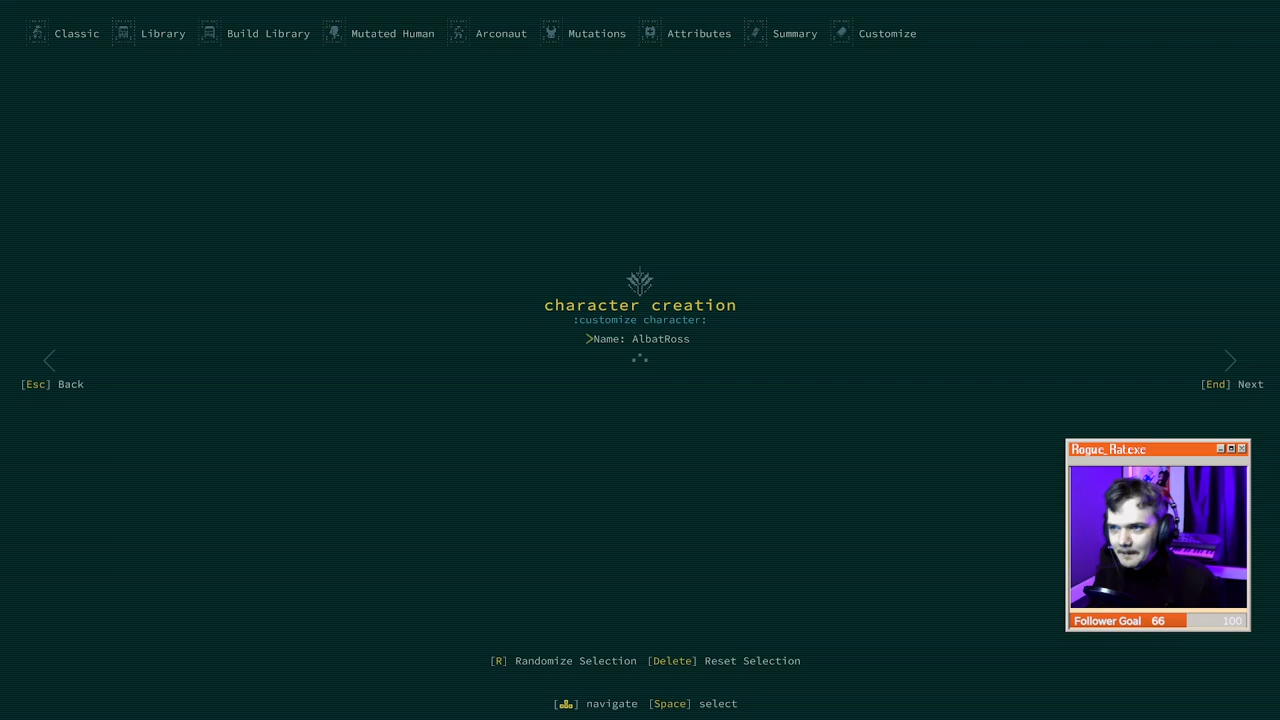 Classic Library Build Library Mutated Human Arconaut Mutations Attributes Summary Customize
character creation
:customize character:
>Name: AlbatRoss
[Esc] Back
[End] Next
Rogue_Rat.exe
Follower Goal 66 100
[R] Randomize Selection [Delete] Reset Selection
navigate [Space] select